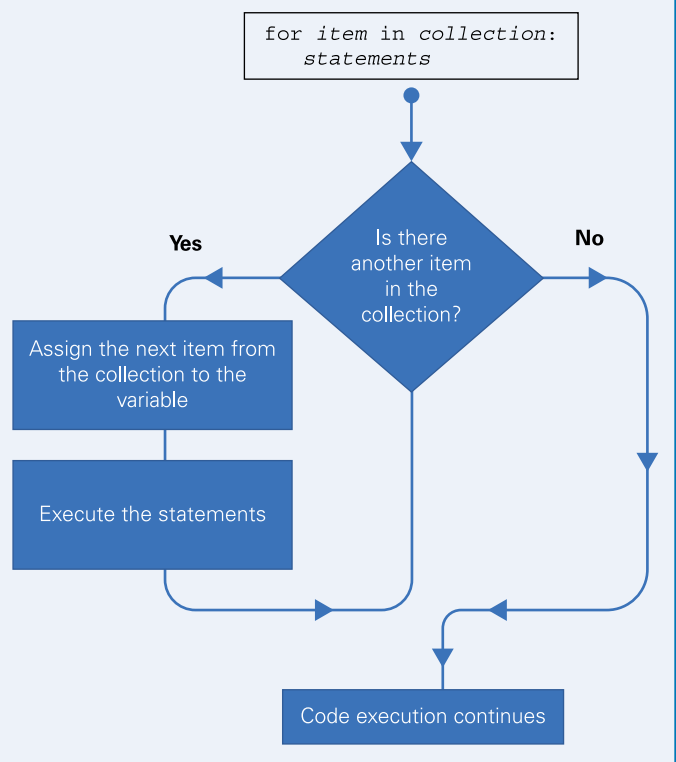 for item in collection:
statements
Is there
another item
in the
collection?
Yes
No
Assign the next item from
the collection to the
variable
Execute the statements
Code execution continues